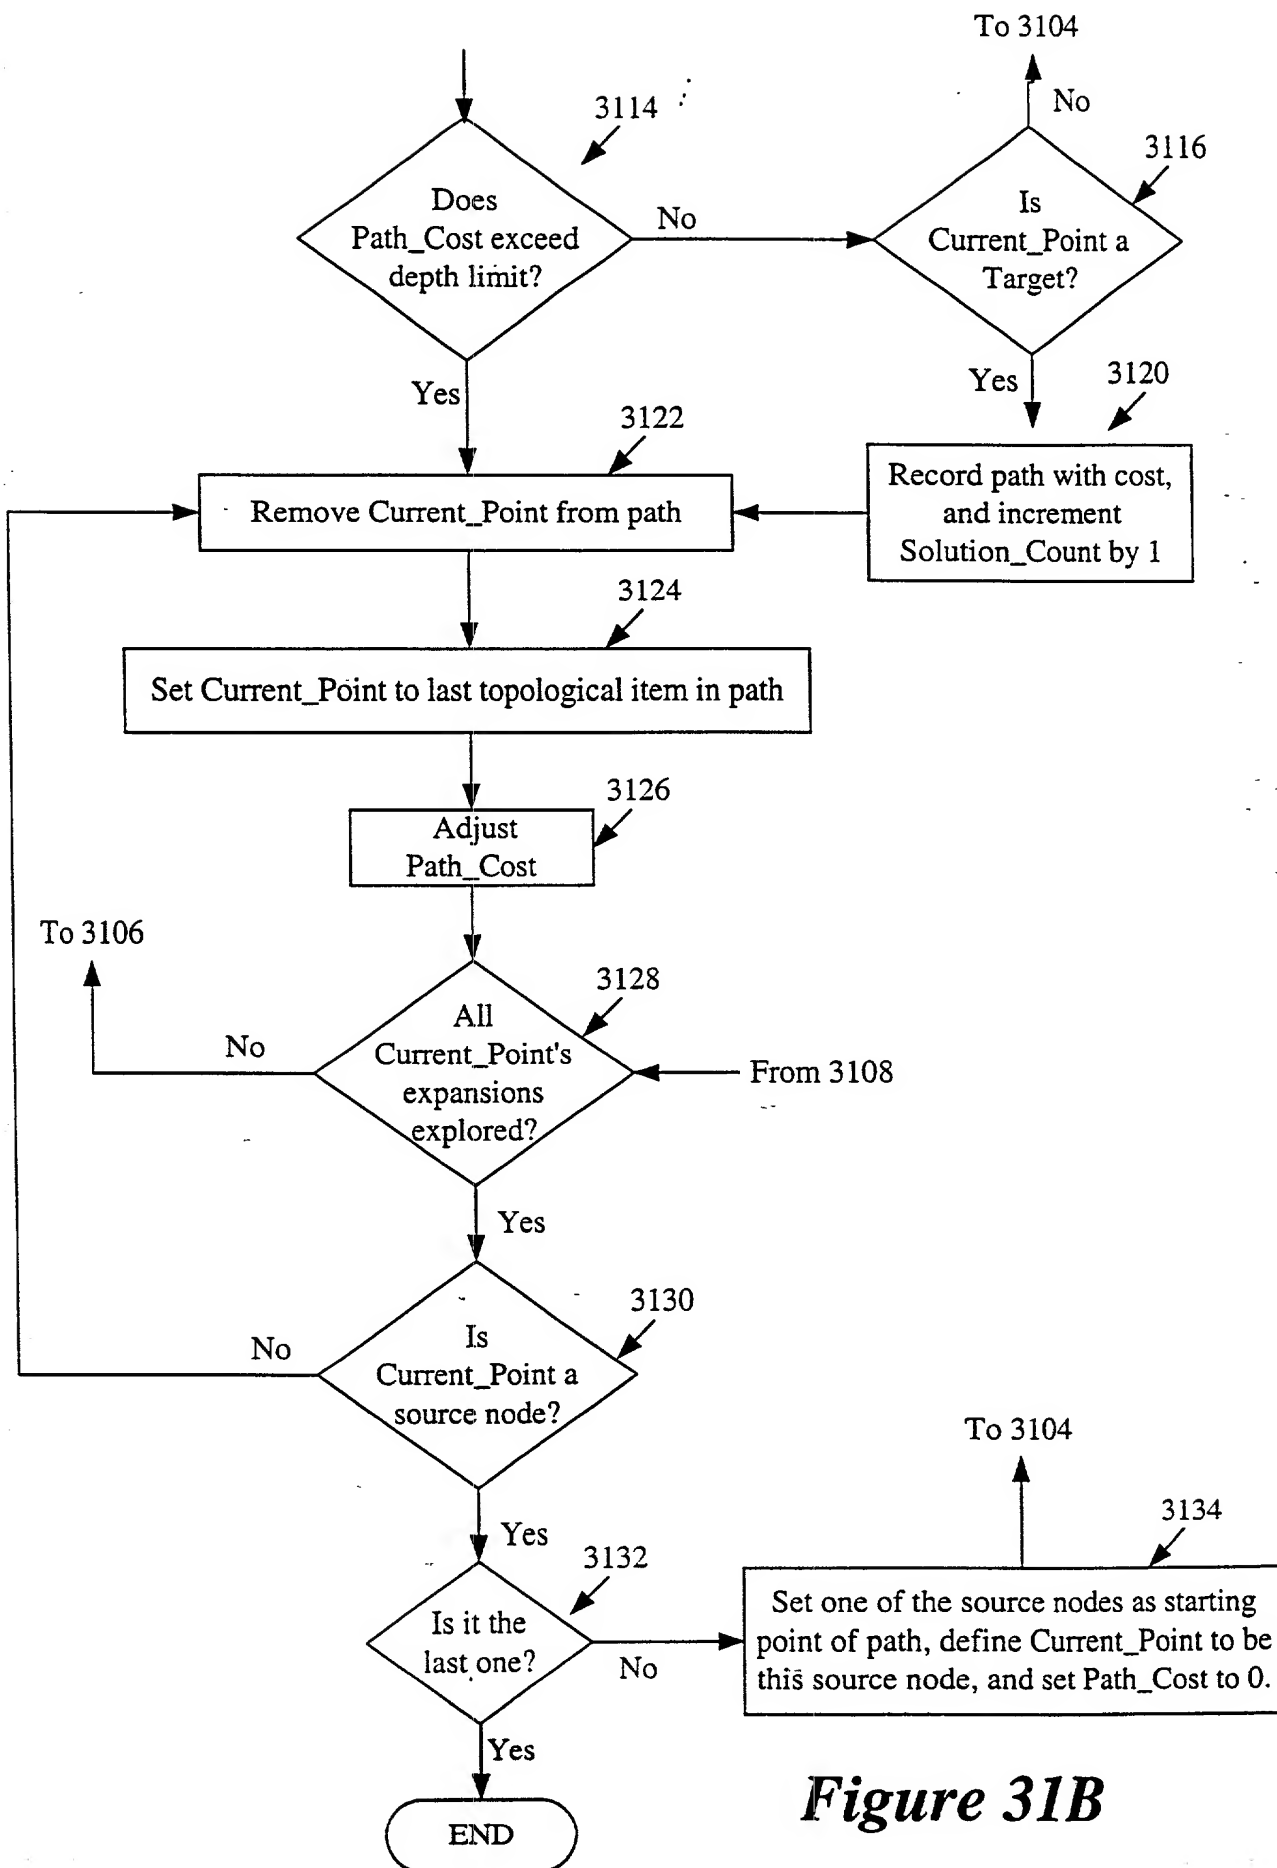 To 3104
No
3114
3116
Does
Path_Cost exceed
depth limit?
No
Is
Current_Point a
Target?
Yes
Yes
3120
3122
Remove Current_Point from path
Record path with cost,
and increment
Solution_Count by 1
3124
Set Current_Point to last topological item in path
3126
Adjust
Path_Cost
To 3106
3128
No
All
Current_Point's
expansions
explored?
From 3108
Yes
3130
No
Is
Current_Point a
source node?
To 3104
Yes
3134
3132
Is it the
last one?
No
Set one of the source nodes as starting
point of path, define Current_Point to be
this source node, and set Path_Cost to 0.
Yes
END
Figure 31B